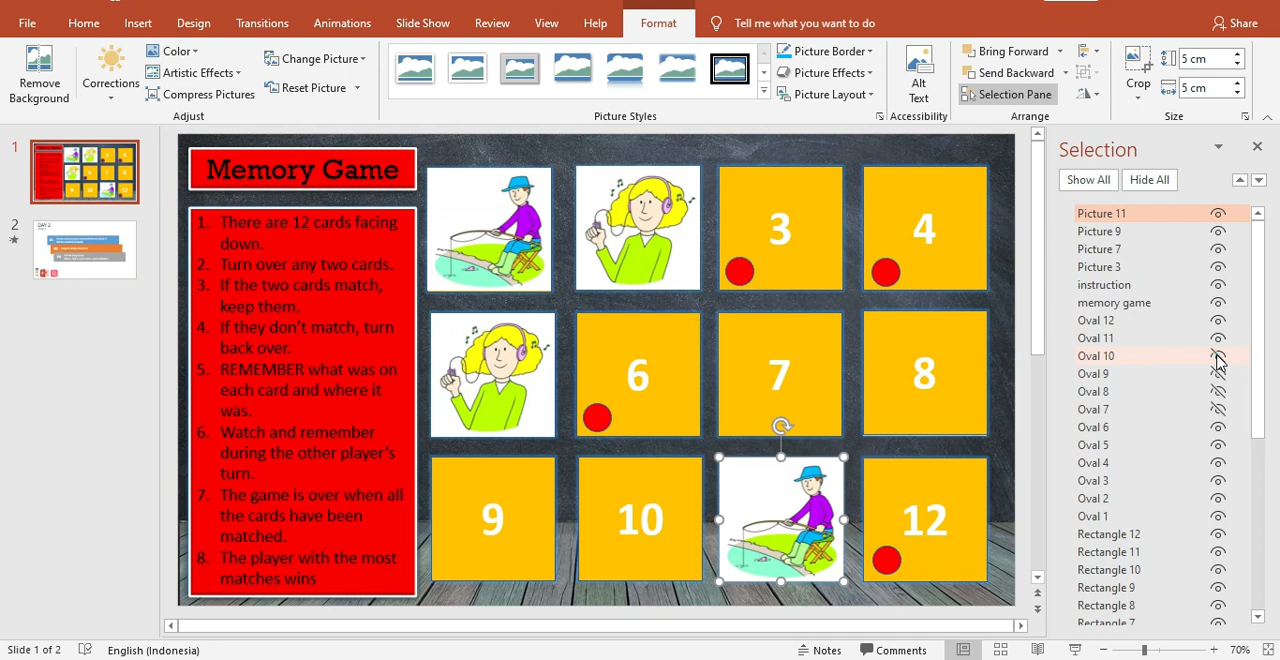 File Home Insert Design Transitions Animations Slide Show Review View Help Format Tell me what you want to do Share
Remove Background
Corrections
Color
Artistic Effects
Compress Pictures
Change Picture
Reset Picture
Adjust
Picture Styles
Picture Border
Picture Effects
Picture Layout
Alt Text
Accessibility
Bring Forward
Send Backward
Selection Pane
Arrange
Crop
5 cm
5 cm
Size
1
2
Memory Game
1. There are 12 cards facing
down.
2. Turn over any two cards.
3. If the two cards match,
keep them.
4. If they don't match, turn
back over.
5. REMEMBER what was on
each card and where it
was.
6. Watch and remember
during the other player's
turn.
7. The game is over when all
the cards have been
matched.
8. The player with the most
matches wins
3 4
6 7 8
9 10 12
Selection
Show All Hide All
Picture 11
Picture 9
Picture 7
Picture 3
instruction
memory game
Oval 12
Oval 11
Oval 10
Oval 9
Oval 8
Oval 7
Oval 6
Oval 5
Oval 4
Oval 3
Oval 2
Oval 1
Rectangle 12
Rectangle 11
Rectangle 10
Rectangle 9
Rectangle 8
Rectangle 7
Slide 1 of 2 English (Indonesia) Notes Comments 70%